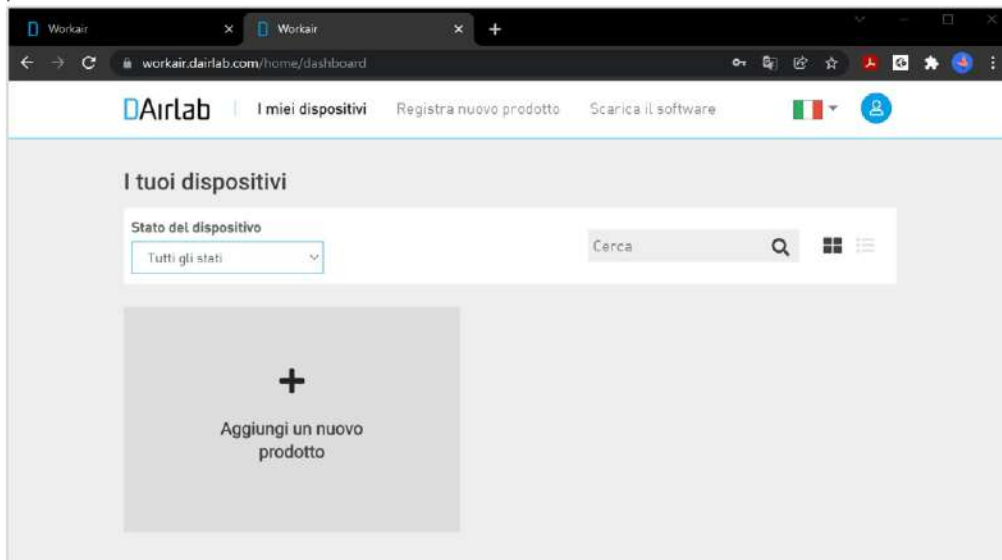 Workair
Workair
workair.dairlab.com/home/dashboard
DAirlab
I miei dispositivi
Registra nuovo prodotto
Scarica il software
I tuoi dispositivi
Stato del dispositivo
Tutti gli stati
Cerca
Aggiungi un nuovo
prodotto